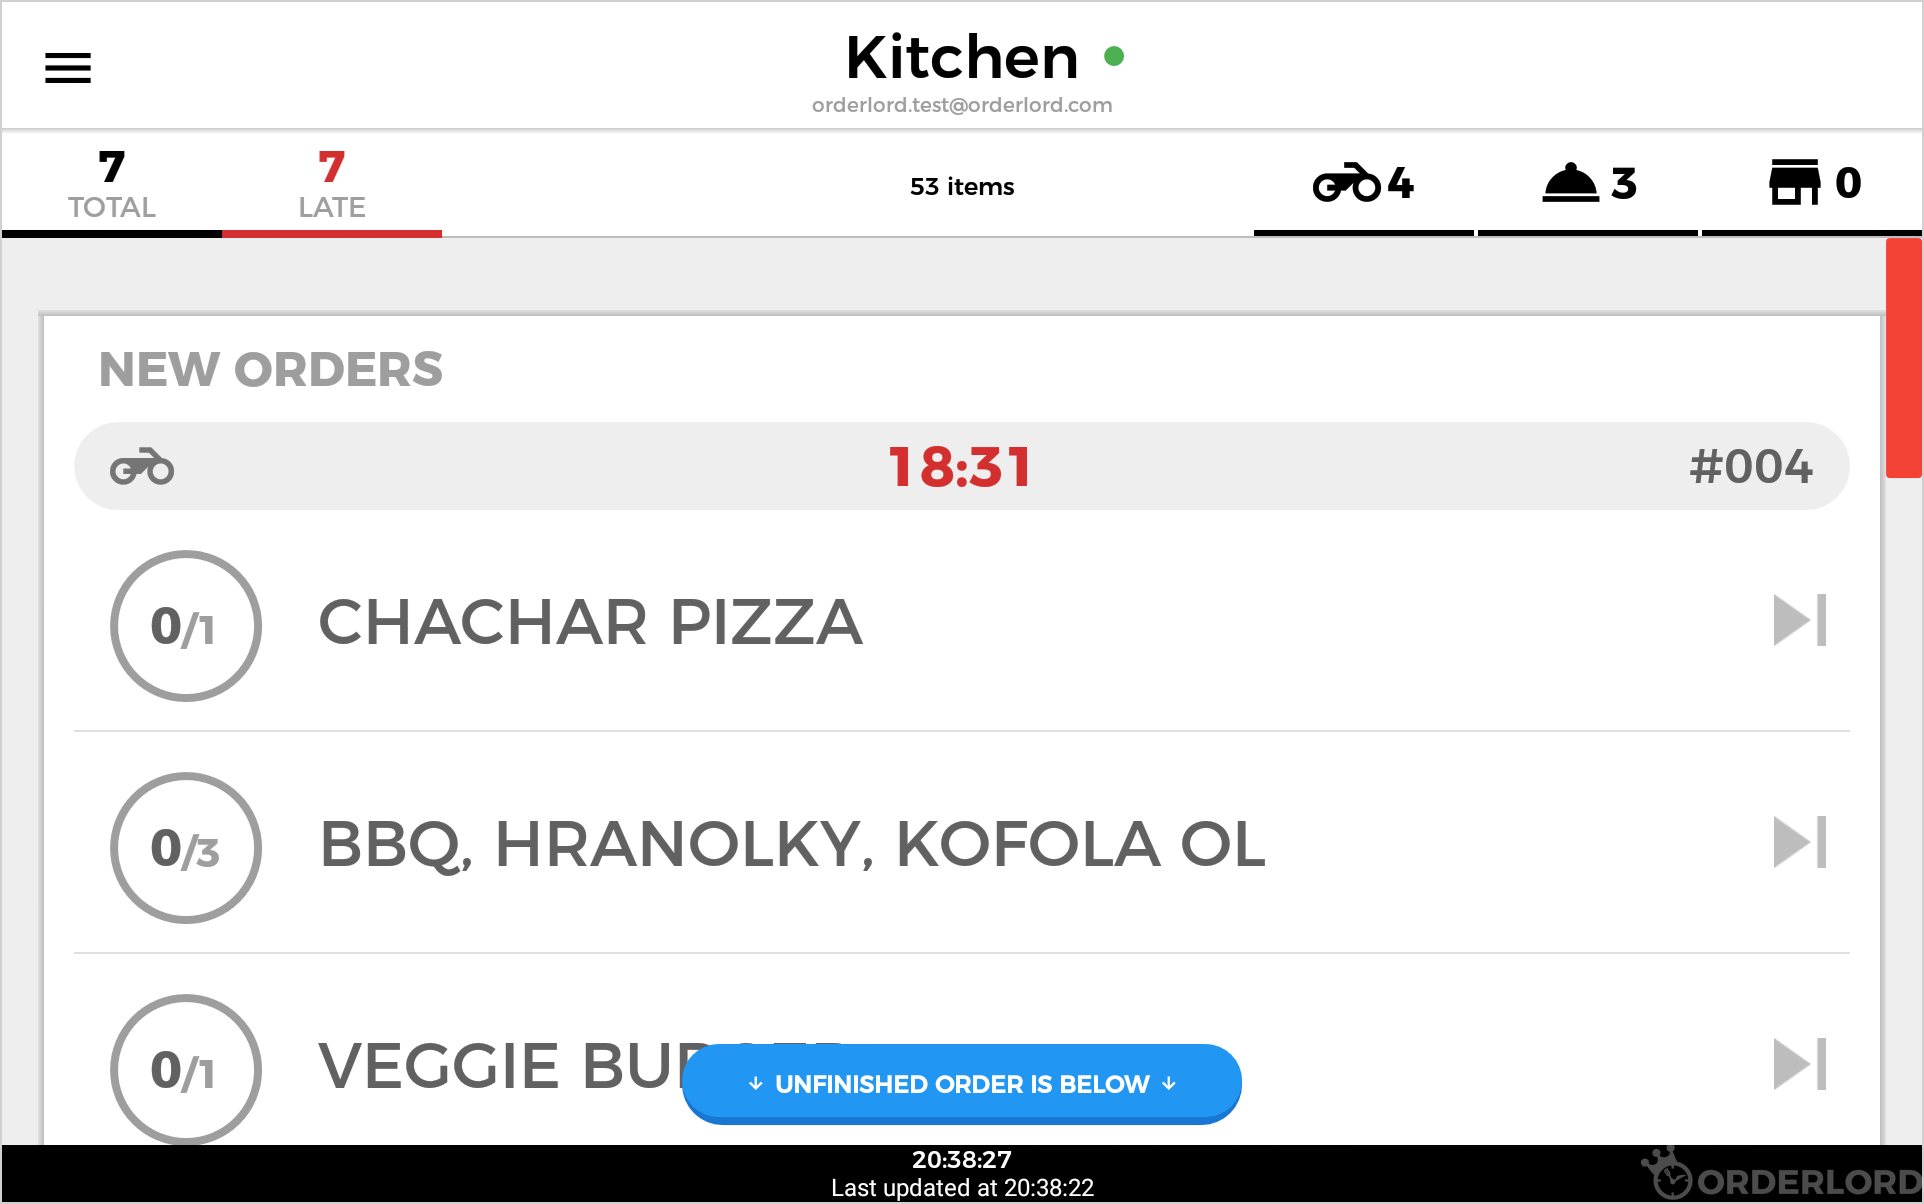 Kitchen
orderlord.test@orderlord.com
7
TOTAL
7
LATE
53 items
4
3
0
NEW ORDERS
18:31
#004
0/1
CHACHAR PIZZA
0/3
BBQ, HRANOLKY, KOFOLA OL
0/1
VEGGIE BURGER
↓ UNFINISHED ORDER IS BELOW ↓
20:38:27
Last updated at 20:38:22
ORDERLORD